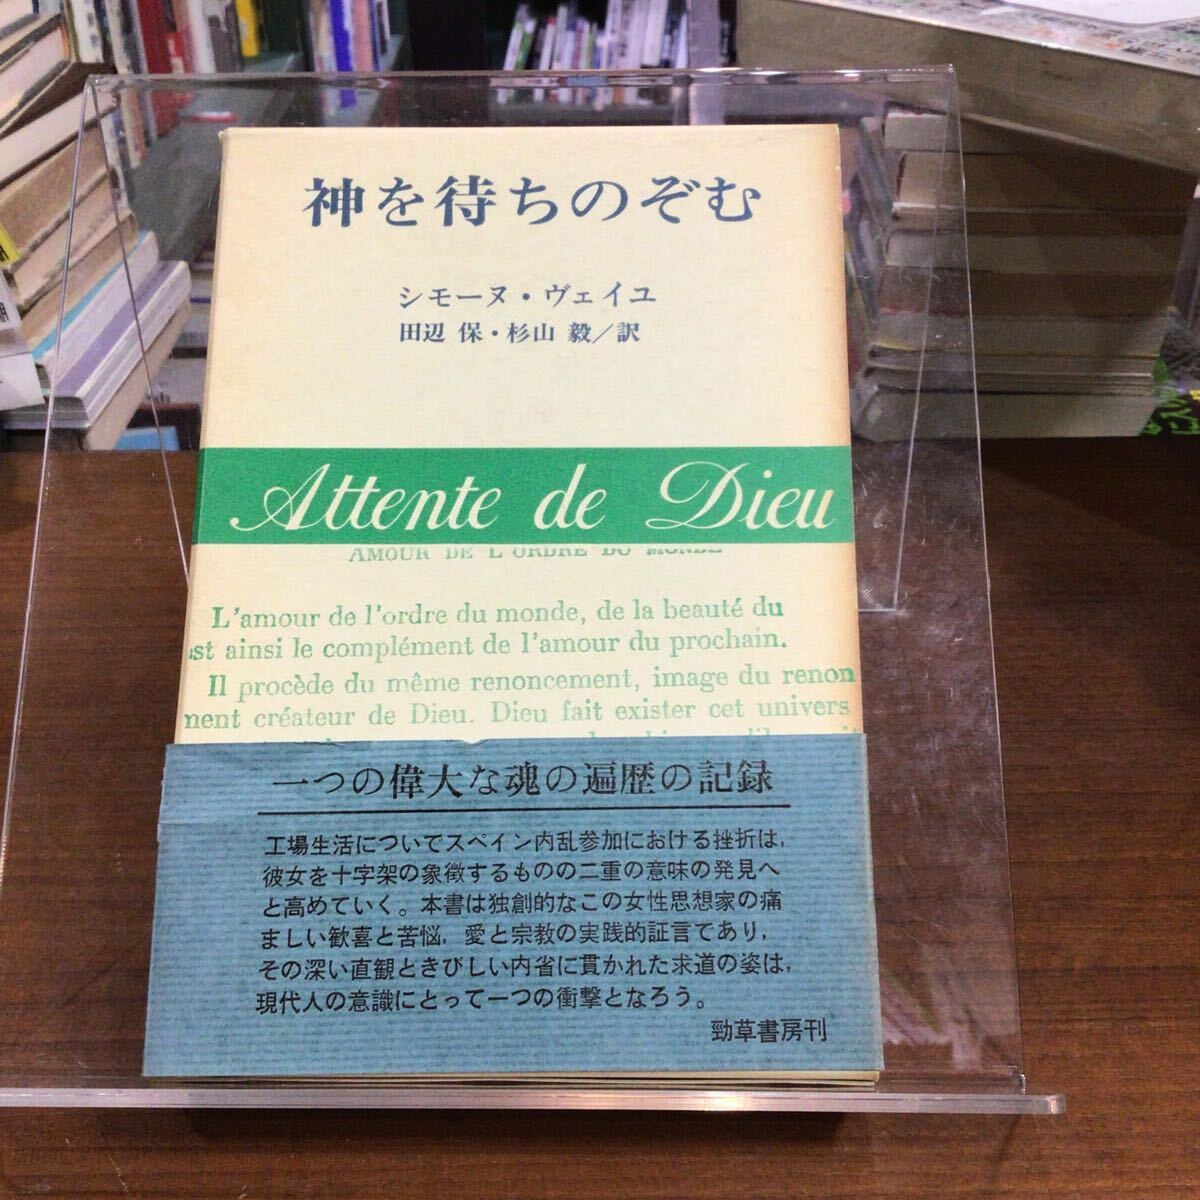 神を待ちのぞむ
シモーヌ・ヴェイユ
田辺 保・杉山 毅／訳
Attente de Dieu
AMOUR DE L'ORDRE DU MONDE
L'amour de l'ordre du monde, de la beauté du
st ainsi le complément de l'amour du prochain.
Il procède du même renoncement, image du renon
ment créateur de Dieu. Dieu fait exister cet univers
一つの偉大な魂の遍歴の記録
工場生活についでスペイン内乱参加における挫折は,
彼女を十字架の象徴するものの二重の意味の発見へ
と高めていく。本書は独創的なこの女性思想家の痛
ましい歓喜と苦悩, 愛と宗教の実践的証言であり,
その深い直観ときびしい内省に貫かれた求道の姿は,
現代人の意識にとって一つの衝撃となろう。
勁草書房刊